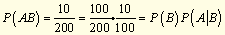 P(AB) = 10/200 = 100/200 * 10/100 = P(B) P(A|B)